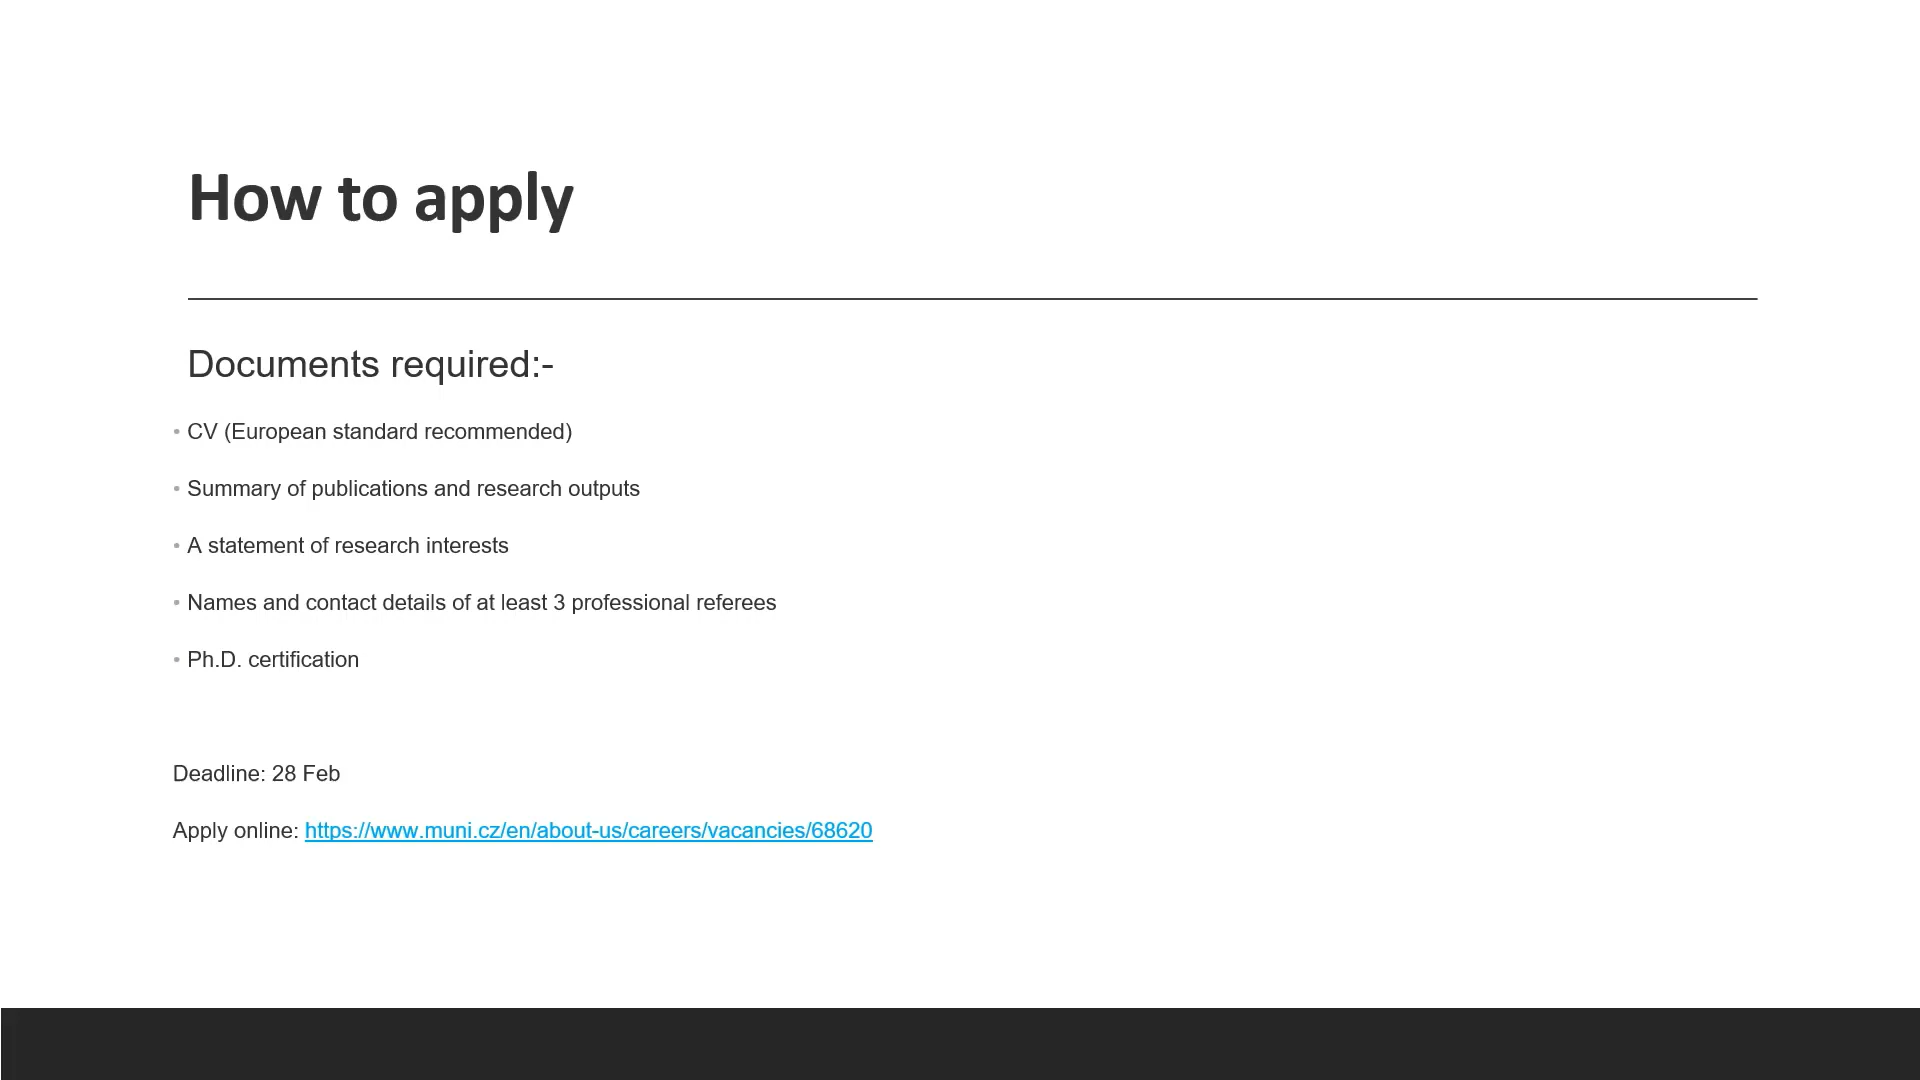 How to apply
Documents required:-
• CV (European standard recommended)
• Summary of publications and research outputs
• A statement of research interests
• Names and contact details of at least 3 professional referees
• Ph.D. certification
Deadline: 28 Feb
Apply online: https://www.muni.cz/en/about-us/careers/vacancies/68620